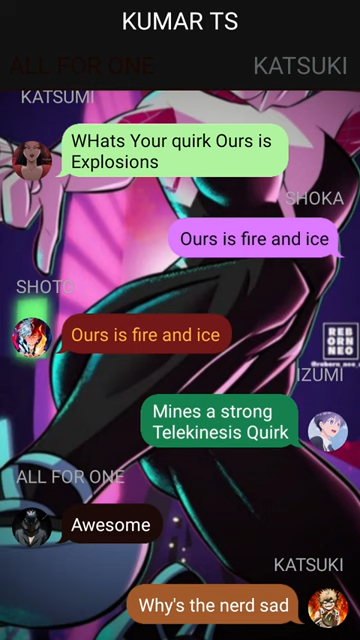 KUMAR TS
ALL FOR ONE
KATSUKI
KATSUMI
WHats Your quirk Ours is
Explosions
SHOKA
Ours is fire and ice
SHOTO
Ours is fire and ice
REB
ORN
NEO
IZUMI
Mines a strong
Telekinesis Quirk
ALL FOR ONE
Awesome
KATSUKI
Why's the nerd sad